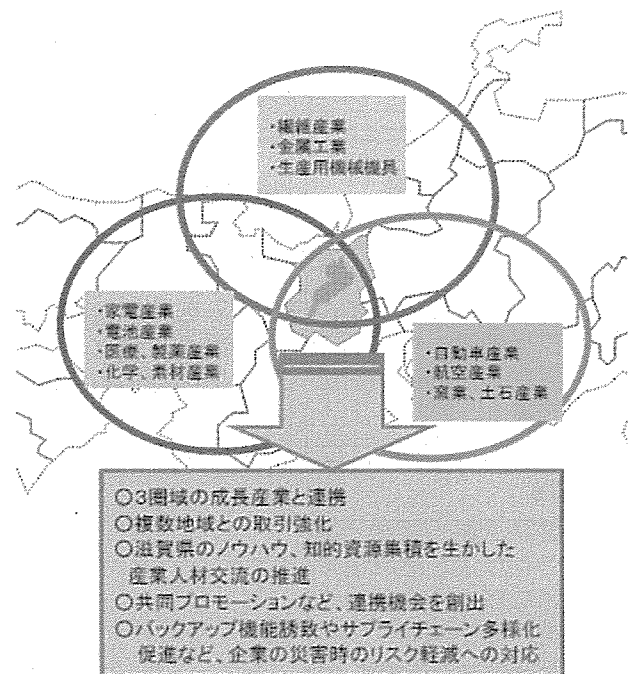 ・繊維産業
・金属工業
・生産用機械機具
・家電産業
・電池産業
・医療、製薬産業
・化学、素材産業
・自動車産業
・航空産業
・窯業、土石産業
○3圏域の成長産業と連携
○複数地域との取引強化
○滋賀県のノウハウ、知的資源集積を生かした
産業人材交流の推進
○共同プロモーションなど、連携機会を創出
○バックアップ機能誘致やサプライチェーン多様化
促進など、企業の災害時のリスク軽減への対応